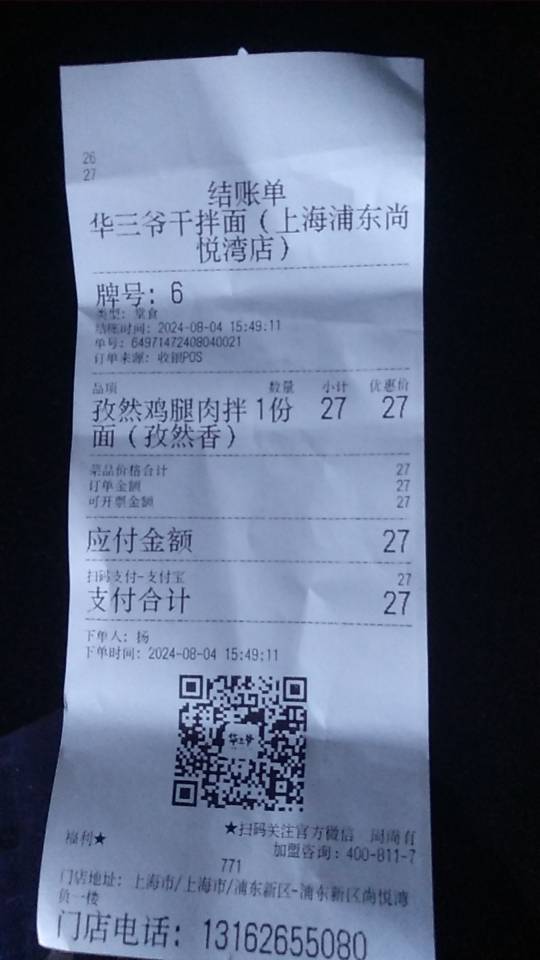 26
27
结账单
华三爷干拌面（上海浦东尚
悦湾店）
牌号: 6
类型: 堂食
结账时间: 2024-08-04 15:49:11
单号: 64971472408040021
订单来源: 收银POS
品项 数量 小计 优惠价
孜然鸡腿肉拌 1份 27 27
面（孜然香）
菜品价格合计 27
订单金额 27
可开票金额 27
应付金额 27
扫码支付-支付宝 27
支付合计 27
下单人: 扬
下单时间: 2024-08-04 15:49:11
华三爷
★扫码关注官方微信 周周有
福利★ 加盟咨询: 400-811-7
771
门店地址: 上海市/上海市/浦东新区-浦东新区尚悦湾
负一楼
门店电话: 13162655080